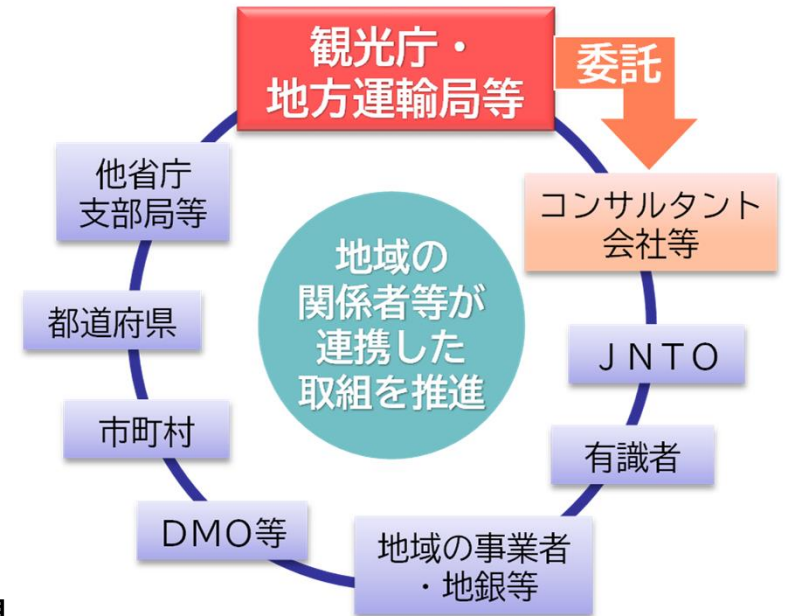 観光庁・
地方運輸局等
委託
コンサルタント
会社等
ＪＮＴＯ
有識者
地域の事業者
・地銀等
ＤＭＯ等
市町村
都道府県
他省庁
支部局等
地域の
関係者等が
連携した
取組を推進